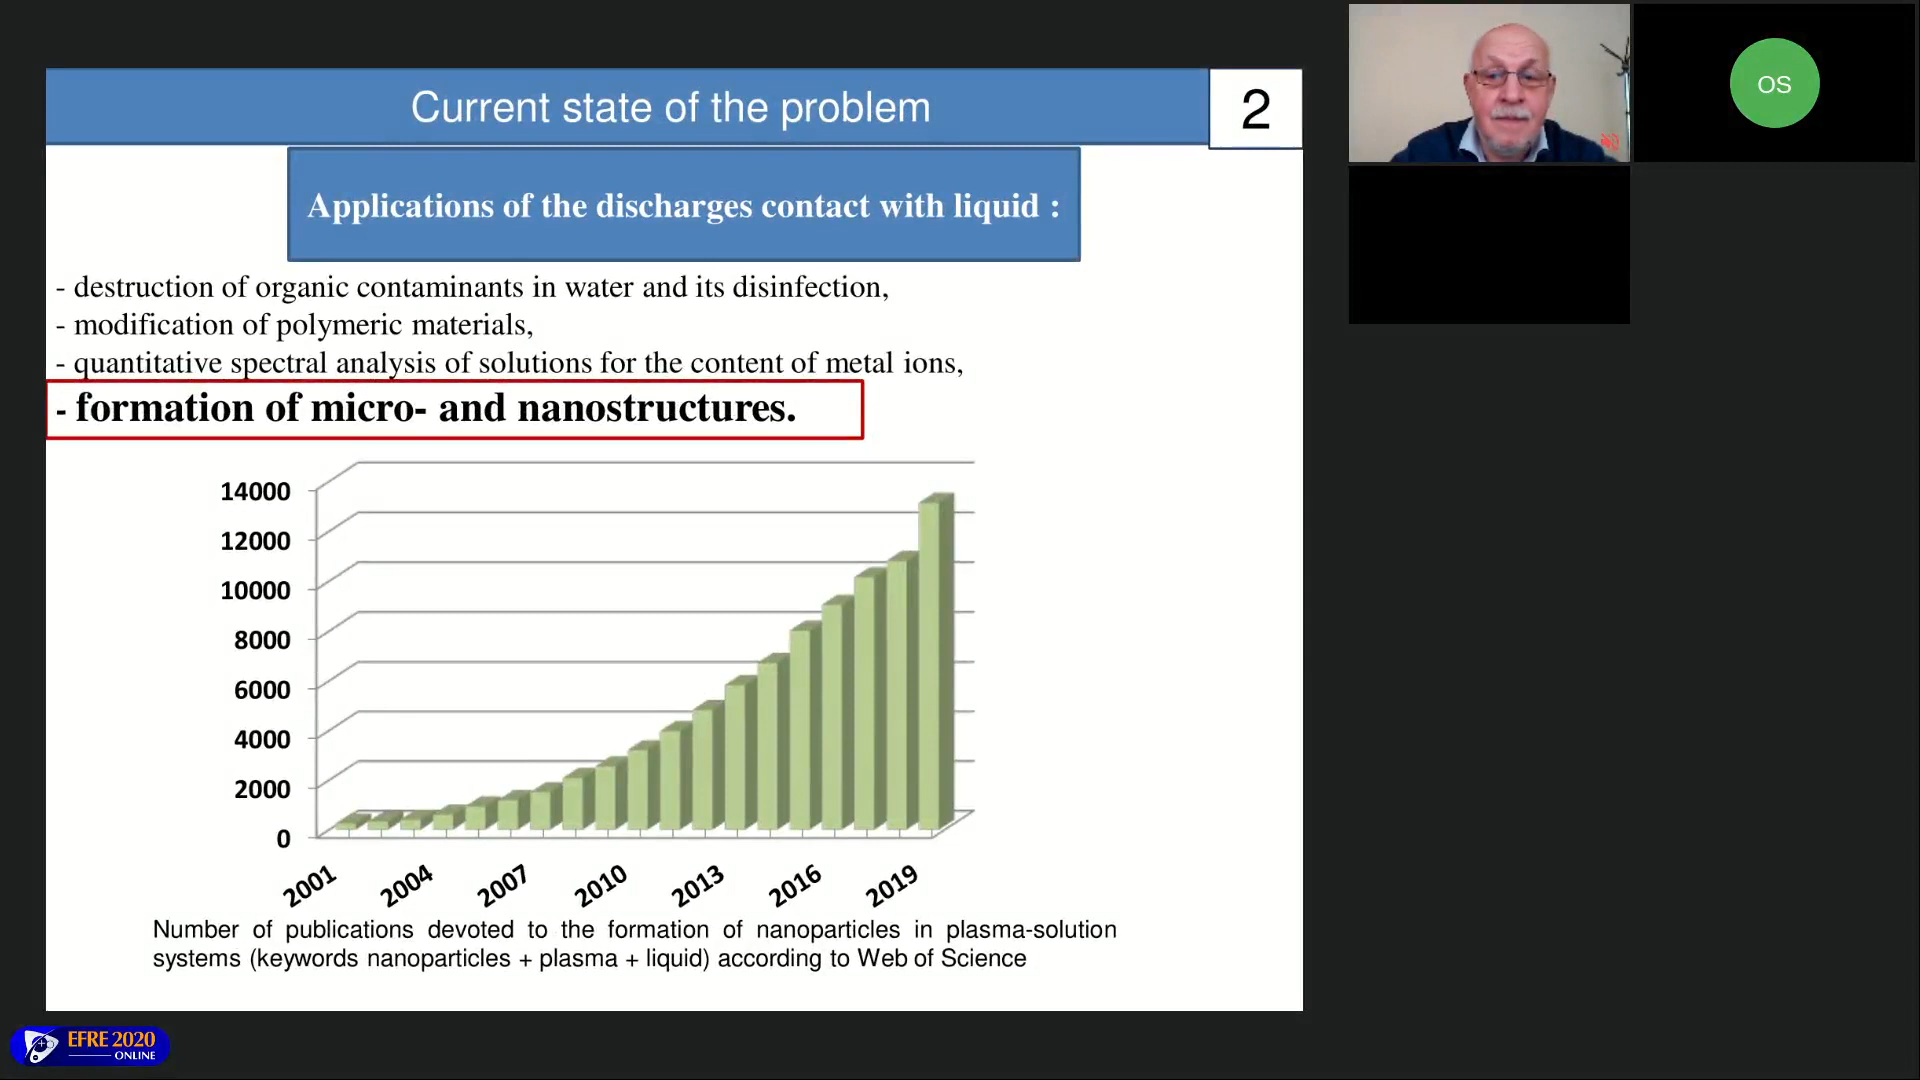 Current state of the problem
2
Applications of the discharges contact with liquid :
- destruction of organic contaminants in water and its disinfection,
- modification of polymeric materials,
- quantitative spectral analysis of solutions for the content of metal ions,
- formation of micro- and nanostructures.
14000
12000
10000
8000
6000
4000
2000
0
2001 2004 2007 2010 2013 2016 2019
Number of publications devoted to the formation of nanoparticles in plasma-solution
systems (keywords nanoparticles + plasma + liquid) according to Web of Science
OS
EFRE 2020
ONLINE